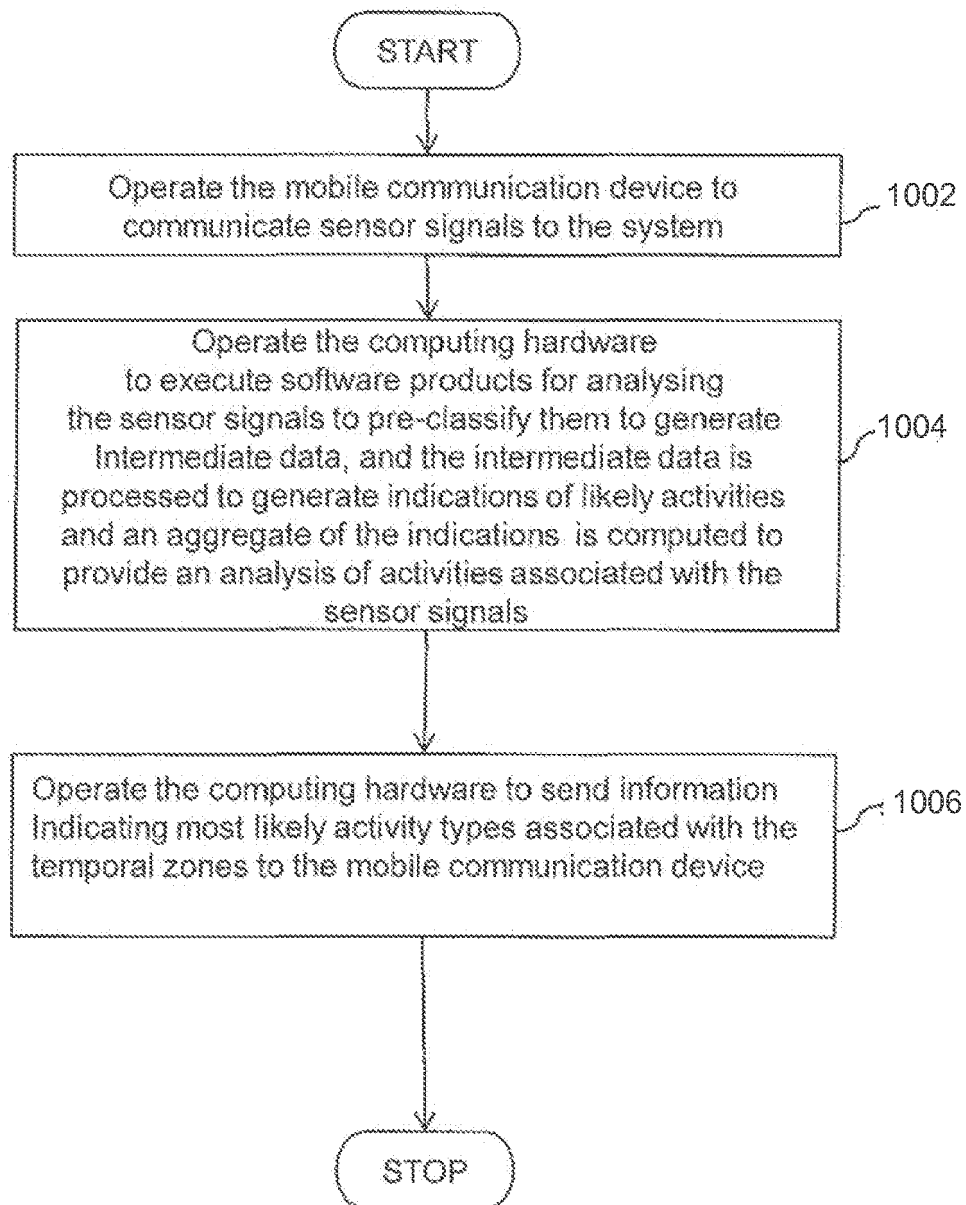 START
Operate the mobile communication device to
communicate sensor signals to the system
1002
Operate the computing hardware
to execute software products for analysing
the sensor signals to pre-classify them to generate
Intermediate data, and the intermediate data is
processed to generate indications of likely activities
and an aggregate of the indications is computed to
provide an analysis of activities associated with the
sensor signals
1004
Operate the computing hardware to send information
Indicating most likely activity types associated with the
temporal zones to the mobile communication device
1006
STOP